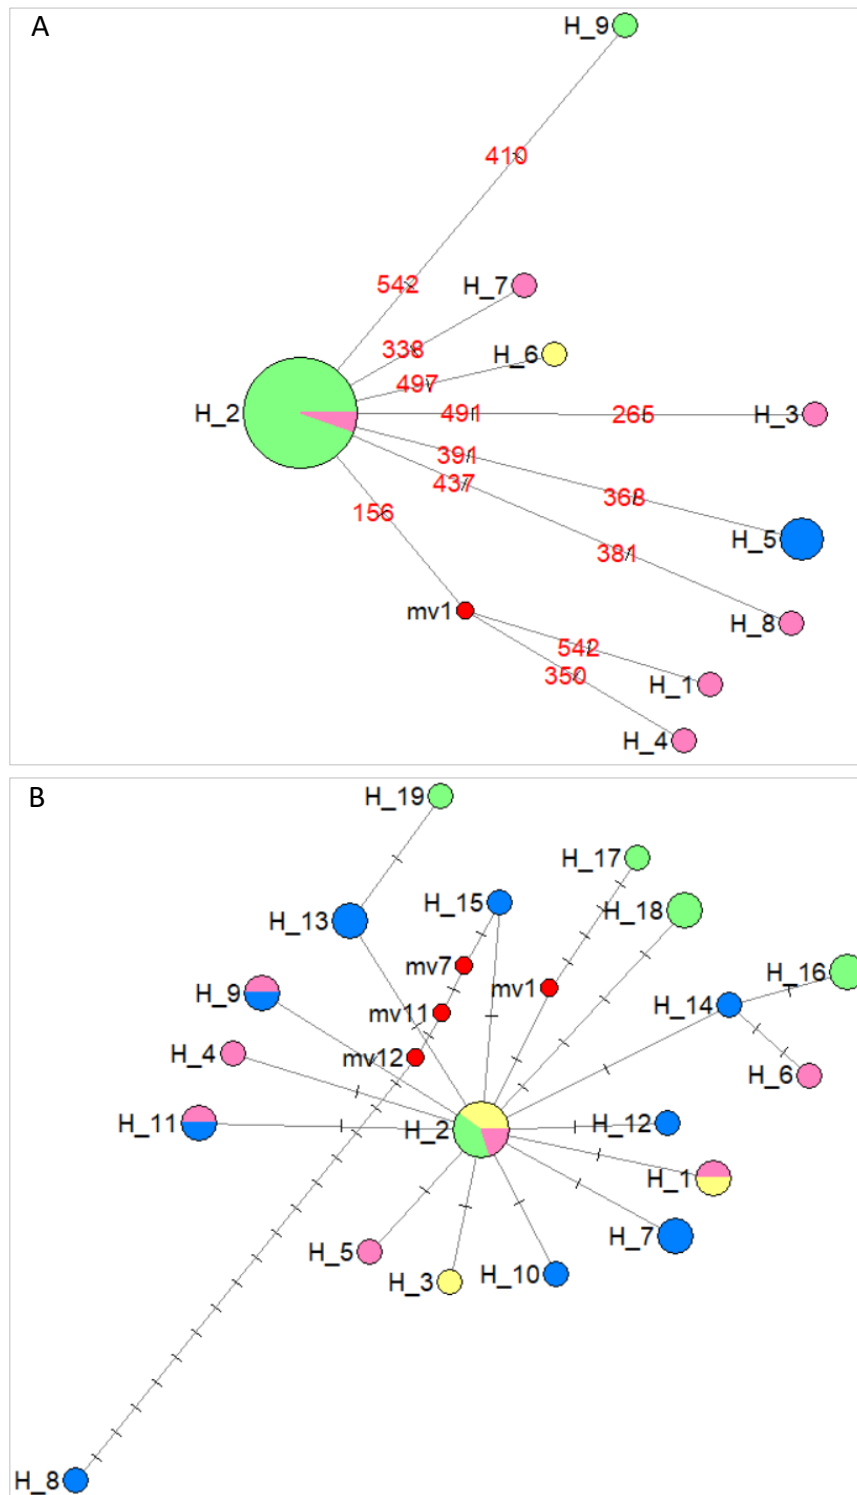 A
H_9
410
542
H_7
338
H_6
497
H_2
491
265
H_3
391
437
368
156
H_5
381
mv1
H_8
542
350
H_1
H_4
B
H_19
H_17
H_15
H_18
H_13
mv7
H_16
H_9
mv1
H_14
mv11
H_4
mv12
H_6
H_11
H_2
H_12
H_1
H_7
H_5
H_3
H_10
H_8